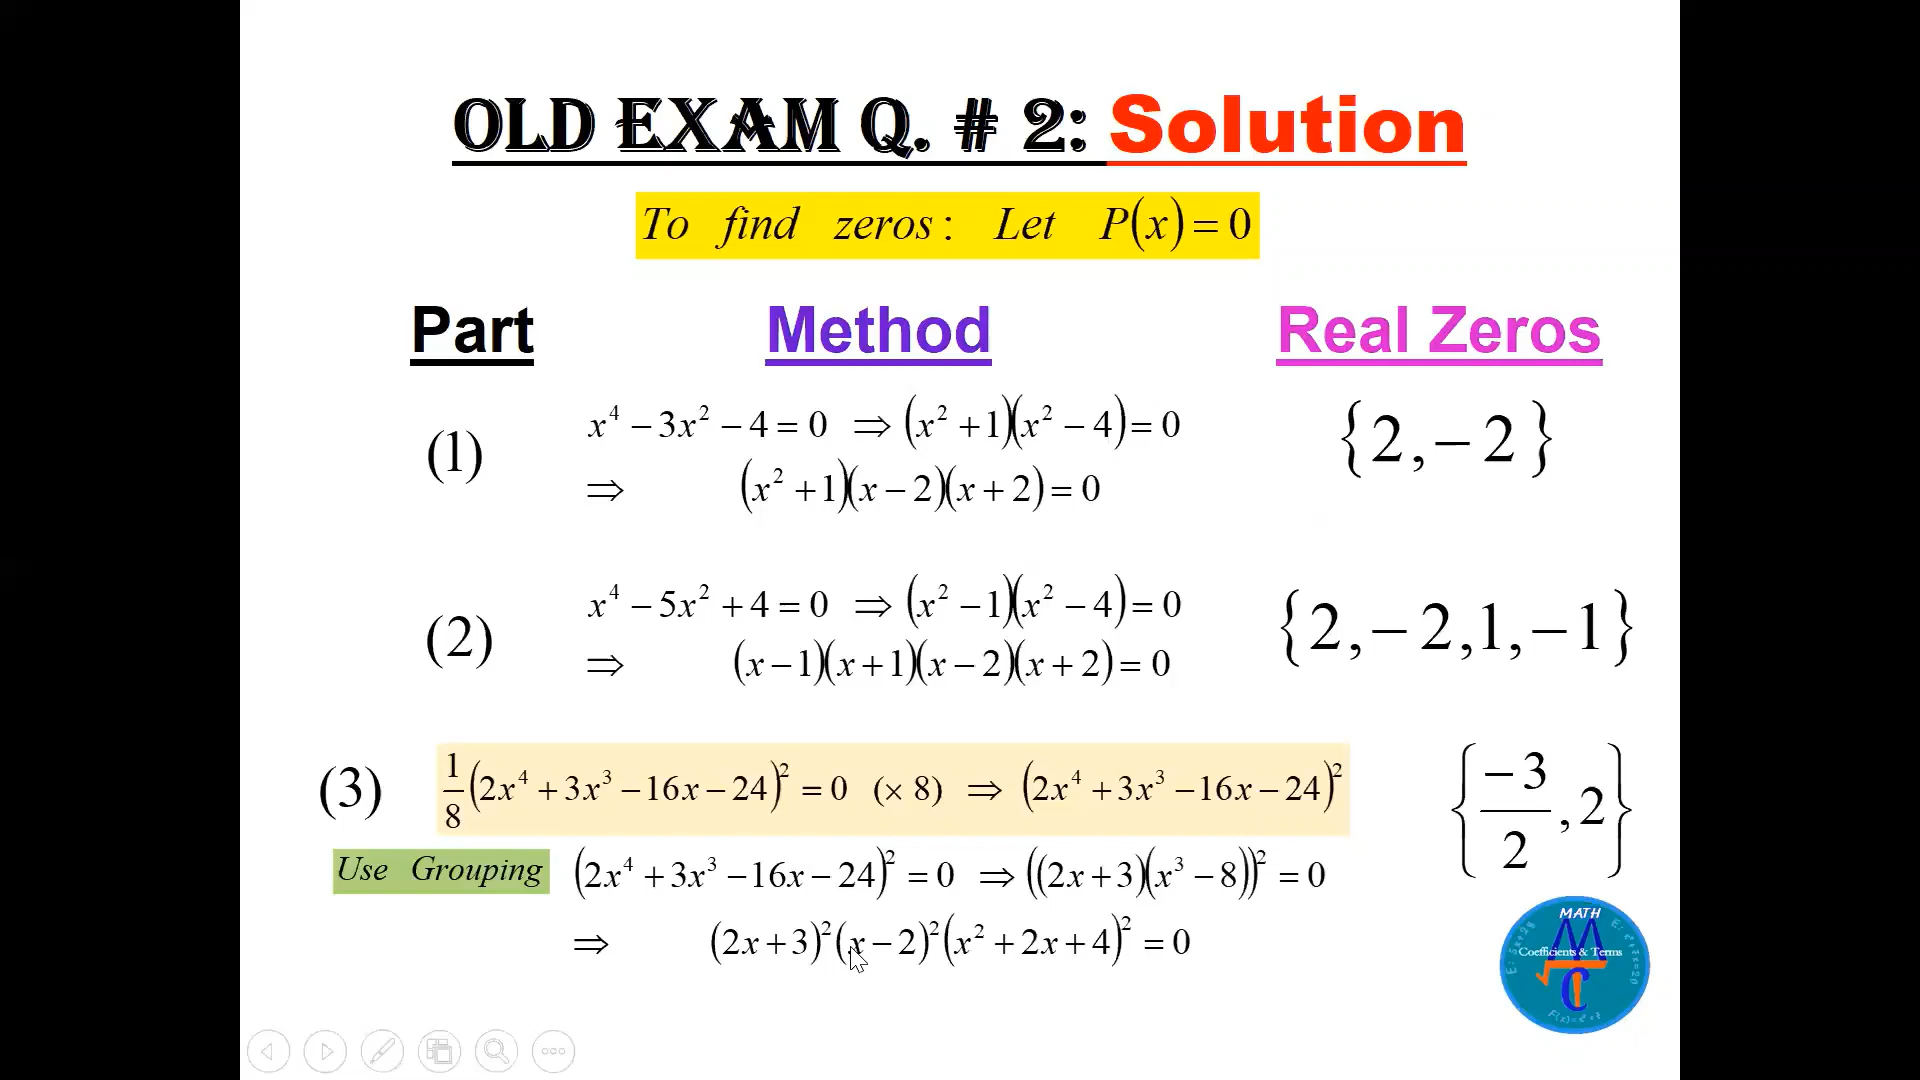 OLD EXAM Q. # 2: Solution
To find zeros: Let P(x) = 0
Part Method Real Zeros
(1) x⁴ − 3x² − 4 = 0 ⇒ (x² + 1)(x² − 4) = 0 {2, − 2}
⇒ (x² + 1)(x − 2)(x + 2) = 0
(2) x⁴ − 5x² + 4 = 0 ⇒ (x² − 1)(x² − 4) = 0 {2, − 2, 1, − 1}
⇒ (x − 1)(x + 1)(x − 2)(x + 2) = 0
(3) 1/8 (2x⁴ + 3x³ − 16x − 24)² = 0 (× 8) ⇒ (2x⁴ + 3x³ − 16x − 24)² {−3/2, 2}
Use Grouping (2x⁴ + 3x³ − 16x − 24)² = 0 ⇒ ((2x + 3)(x³ − 8))² = 0
⇒ (2x + 3)² (x − 2)² (x² + 2x + 4)² = 0
MATH
Coefficients & Terms